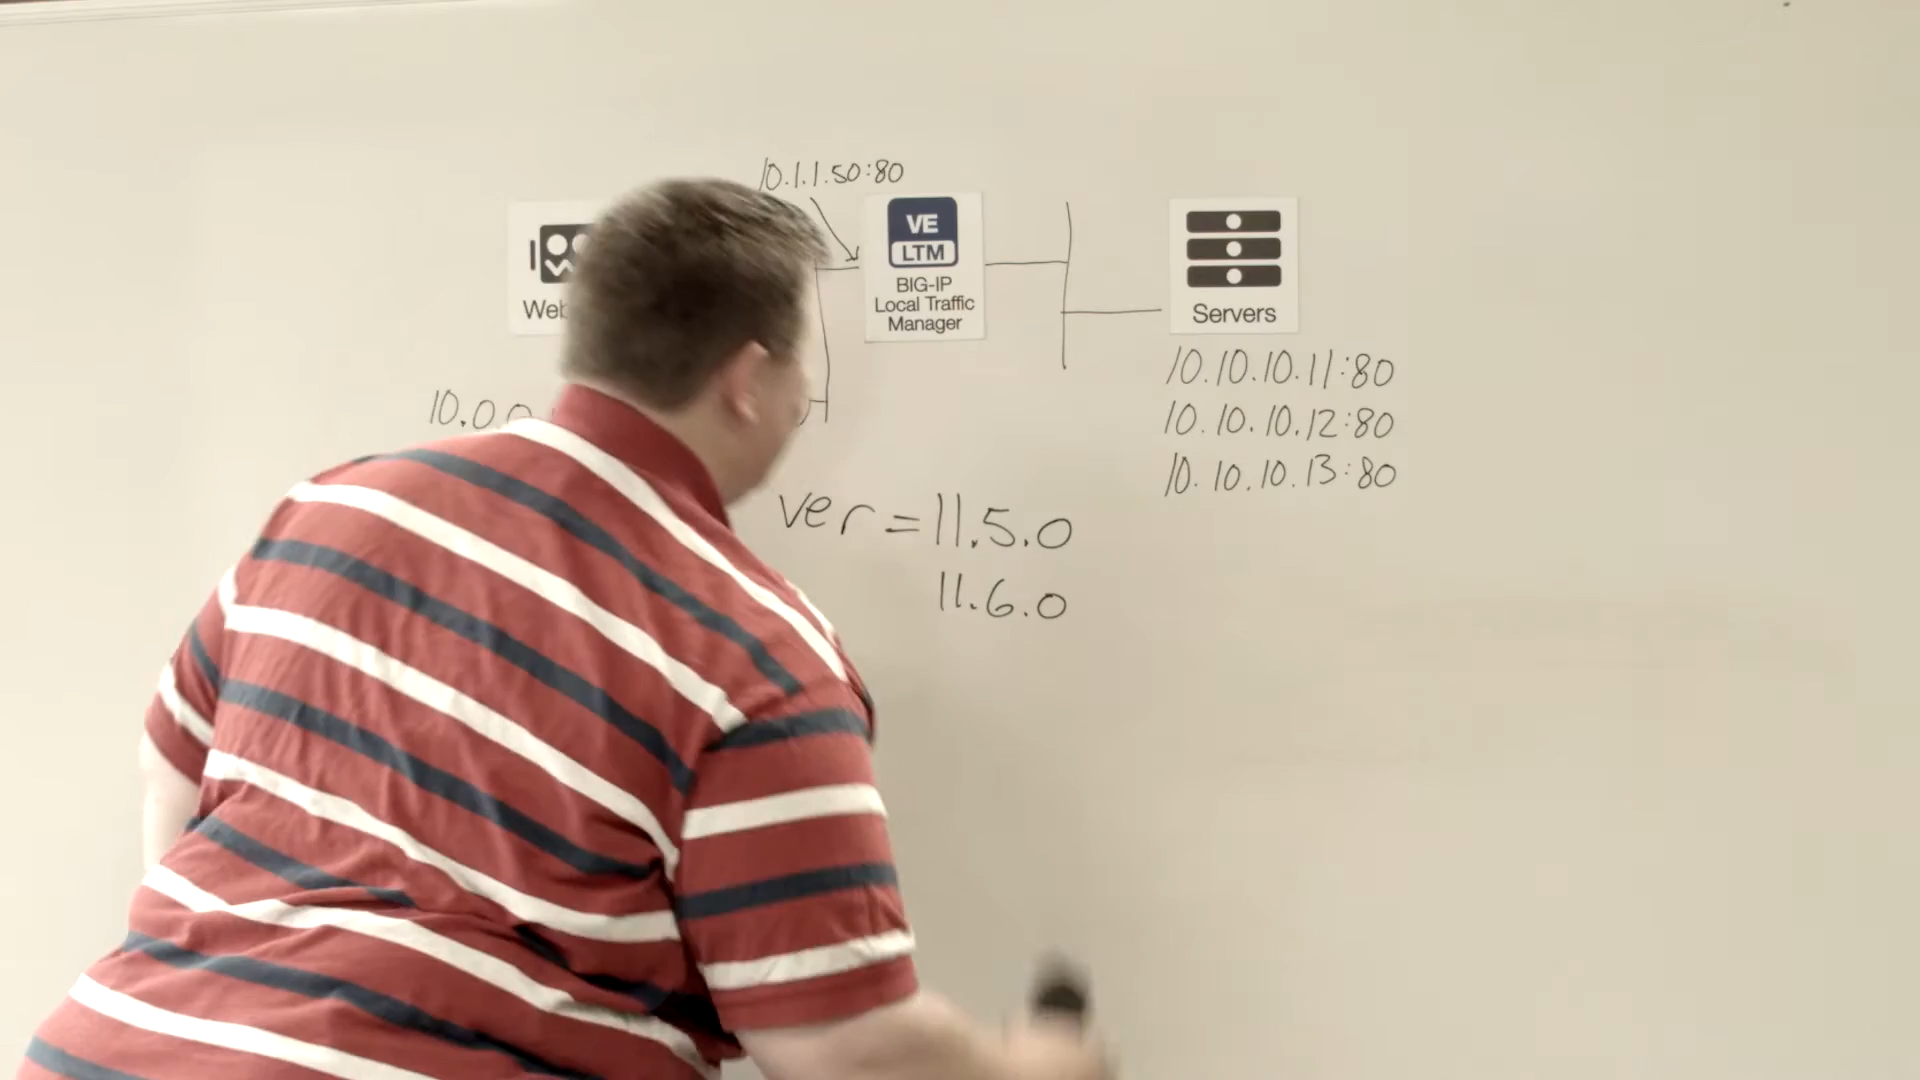 10.1.1.50:80
VE
LTM
BIG-IP
Local Traffic
Manager
Servers
10.10.10.11:80
10.10.10.12:80
10.10.10.13:80
10.0.0
ver=11.5.0
11.6.0